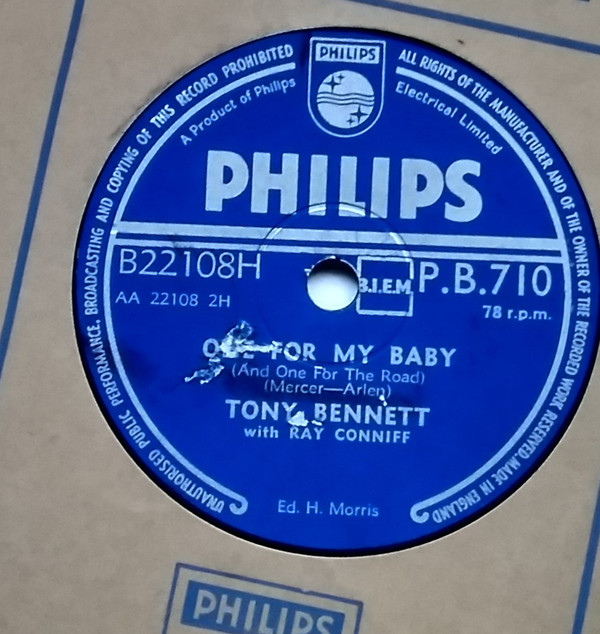 PHILIPS
UNAUTHORISED PUBLIC PERFORMANCE, BROADCASTING AND COPYING OF THIS RECORD PROHIBITED
ALL RIGHTS OF THE MANUFACTURER AND OF THE OWNER OF THE RECORDED WORK RESERVED. MADE IN ENGLAND
A Product of Philips Electrical Limited
PHILIPS
B22108H B.I.E.M. P.B.710
AA 22108 2H 78 r.p.m.
ONE FOR MY BABY
(And One For The Road)
(Mercer—Arlen)
TONY BENNETT
with RAY CONNIFF
Ed. H. Morris
PHILIPS